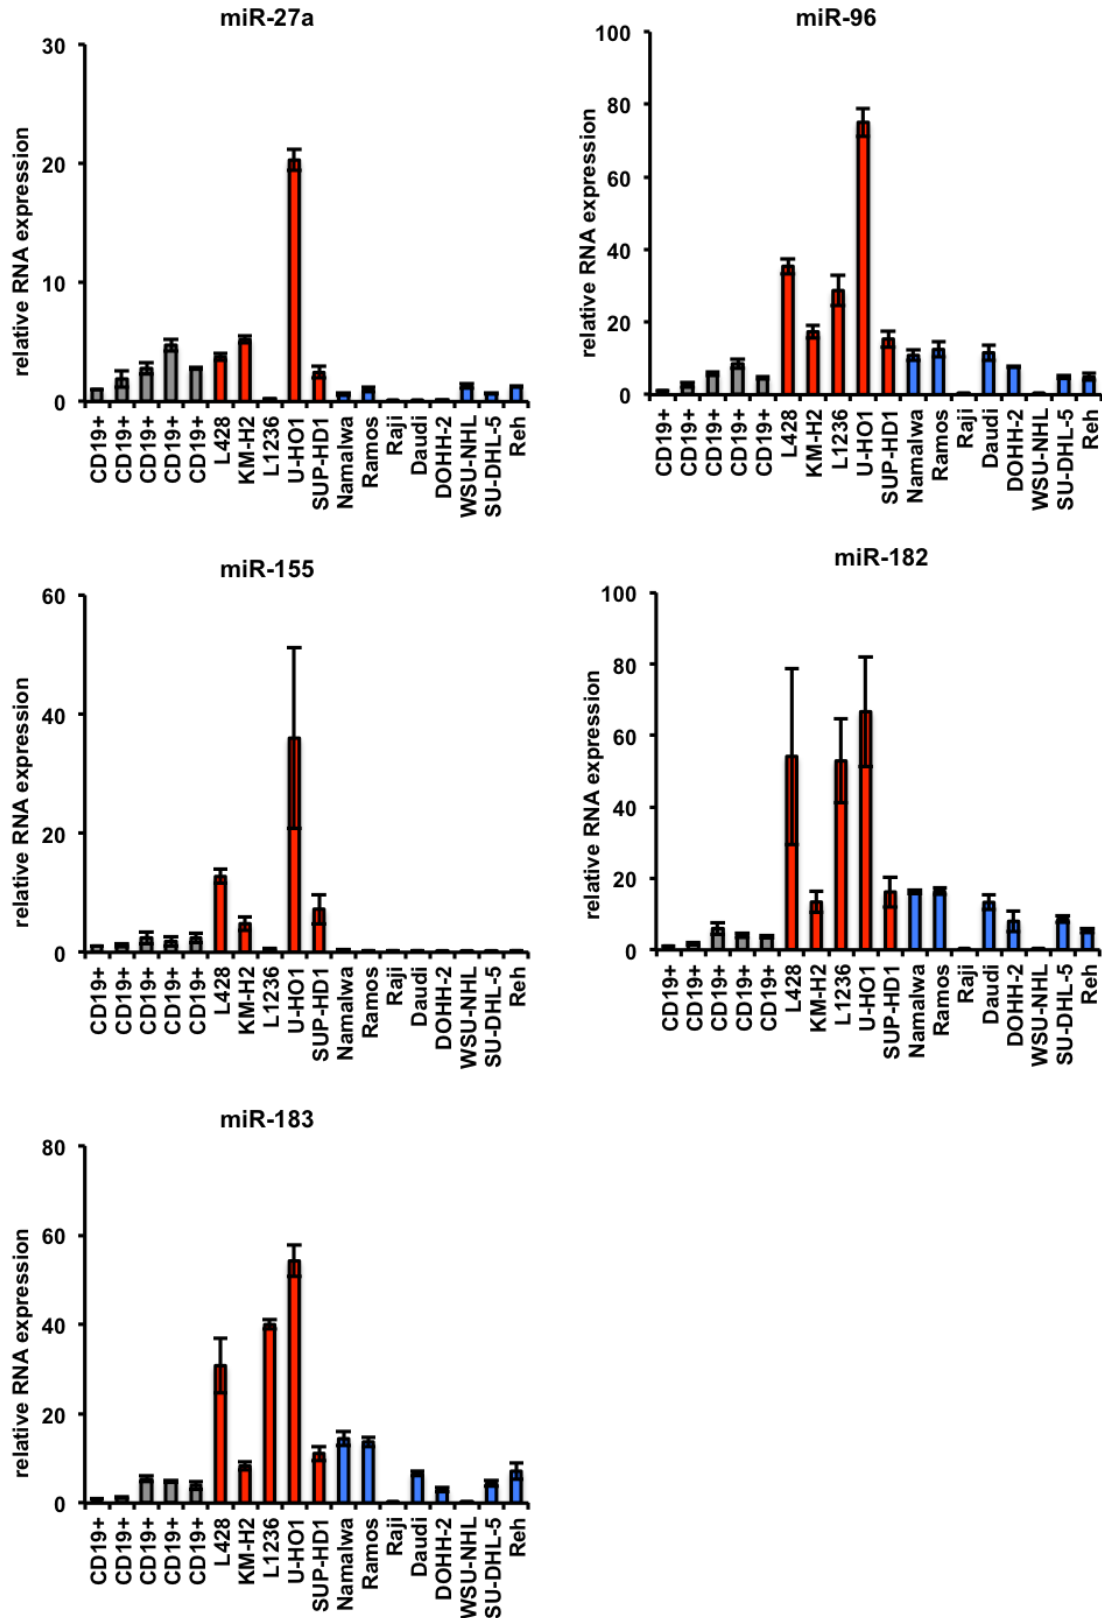 miR-27a
relative RNA expression
30
20
10
0
CD19+
CD19+
CD19+
CD19+
CD19+
L428
KM-H2
L1236
U-HO1
SUP-HD1
Namalwa
Ramos
Raji
Daudi
DOHH-2
WSU-NHL
SU-DHL-5
Reh
miR-96
relative RNA expression
100
80
60
40
20
0
CD19+
CD19+
CD19+
CD19+
CD19+
L428
KM-H2
L1236
U-HO1
SUP-HD1
Namalwa
Ramos
Raji
Daudi
DOHH-2
WSU-NHL
SU-DHL-5
Reh
miR-155
relative RNA expression
60
40
20
0
CD19+
CD19+
CD19+
CD19+
CD19+
L428
KM-H2
L1236
U-HO1
SUP-HD1
Namalwa
Ramos
Raji
Daudi
DOHH-2
WSU-NHL
SU-DHL-5
Reh
miR-182
relative RNA expression
100
80
60
40
20
0
CD19+
CD19+
CD19+
CD19+
CD19+
L428
KM-H2
L1236
U-HO1
SUP-HD1
Namalwa
Ramos
Raji
Daudi
DOHH-2
WSU-NHL
SU-DHL-5
Reh
miR-183
relative RNA expression
80
60
40
20
0
CD19+
CD19+
CD19+
CD19+
CD19+
L428
KM-H2
L1236
U-HO1
SUP-HD1
Namalwa
Ramos
Raji
Daudi
DOHH-2
WSU-NHL
SU-DHL-5
Reh